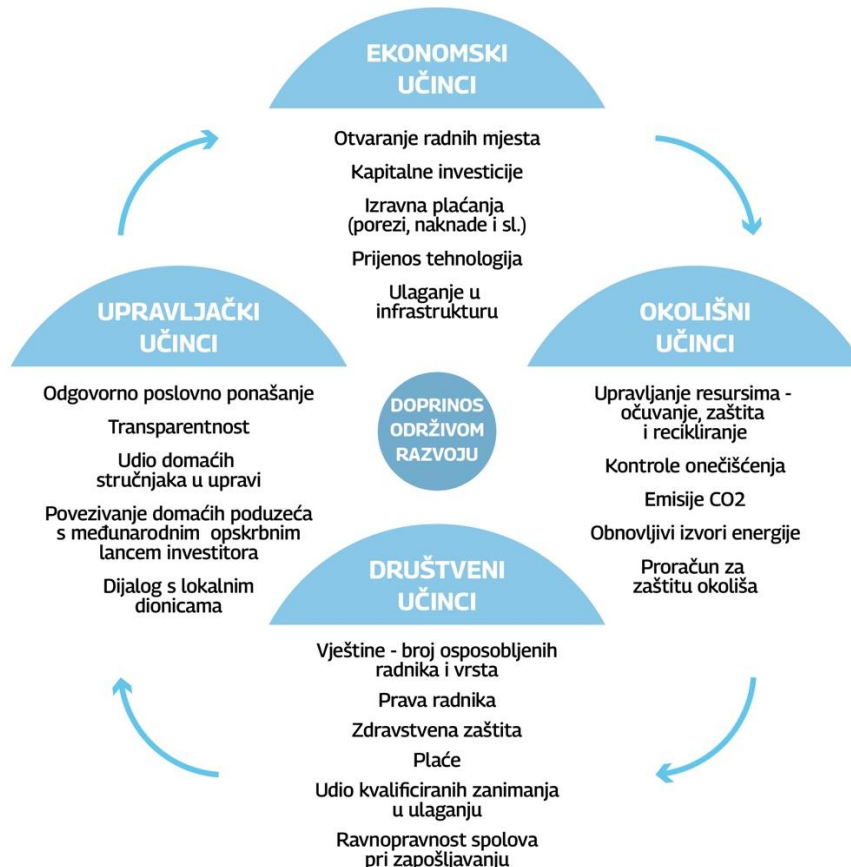 EKONOMSKI
UČINCI
Otvaranje radnih mjesta
Kapitalne investicije
Izravna plaćanja
(porezi, naknade i sl.)
Prijenos tehnologija
Ulaganje u
infrastrukturu
UPRAVLJAČKI
UČINCI
Odgovorno poslovno ponašanje
Transparentnost
Udio domaćih
stručnjaka u upravi
Povezivanje domaćih poduzeća
s međunarodnim opskrbnim
lancem investitora
Dijalog s lokalnim
dionicama
DOPRINOS
ODRŽIVOM
RAZVOJU
OKOLIŠNI
UČINCI
Upravljanje resursima -
očuvanje, zaštita
i recikliranje
Kontrole onečišćenja
Emisije CO2
Obnovljivi izvori energije
Proračun za
zaštitu okoliša
DRUŠTVENI
UČINCI
Vještine - broj osposobljenih
radnika i vrsta
Prava radnika
Zdravstvena zaštita
Plaće
Udio kvalificiranih zanimanja
u ulaganju
Ravnopravnost spolova
pri zapošljavanju